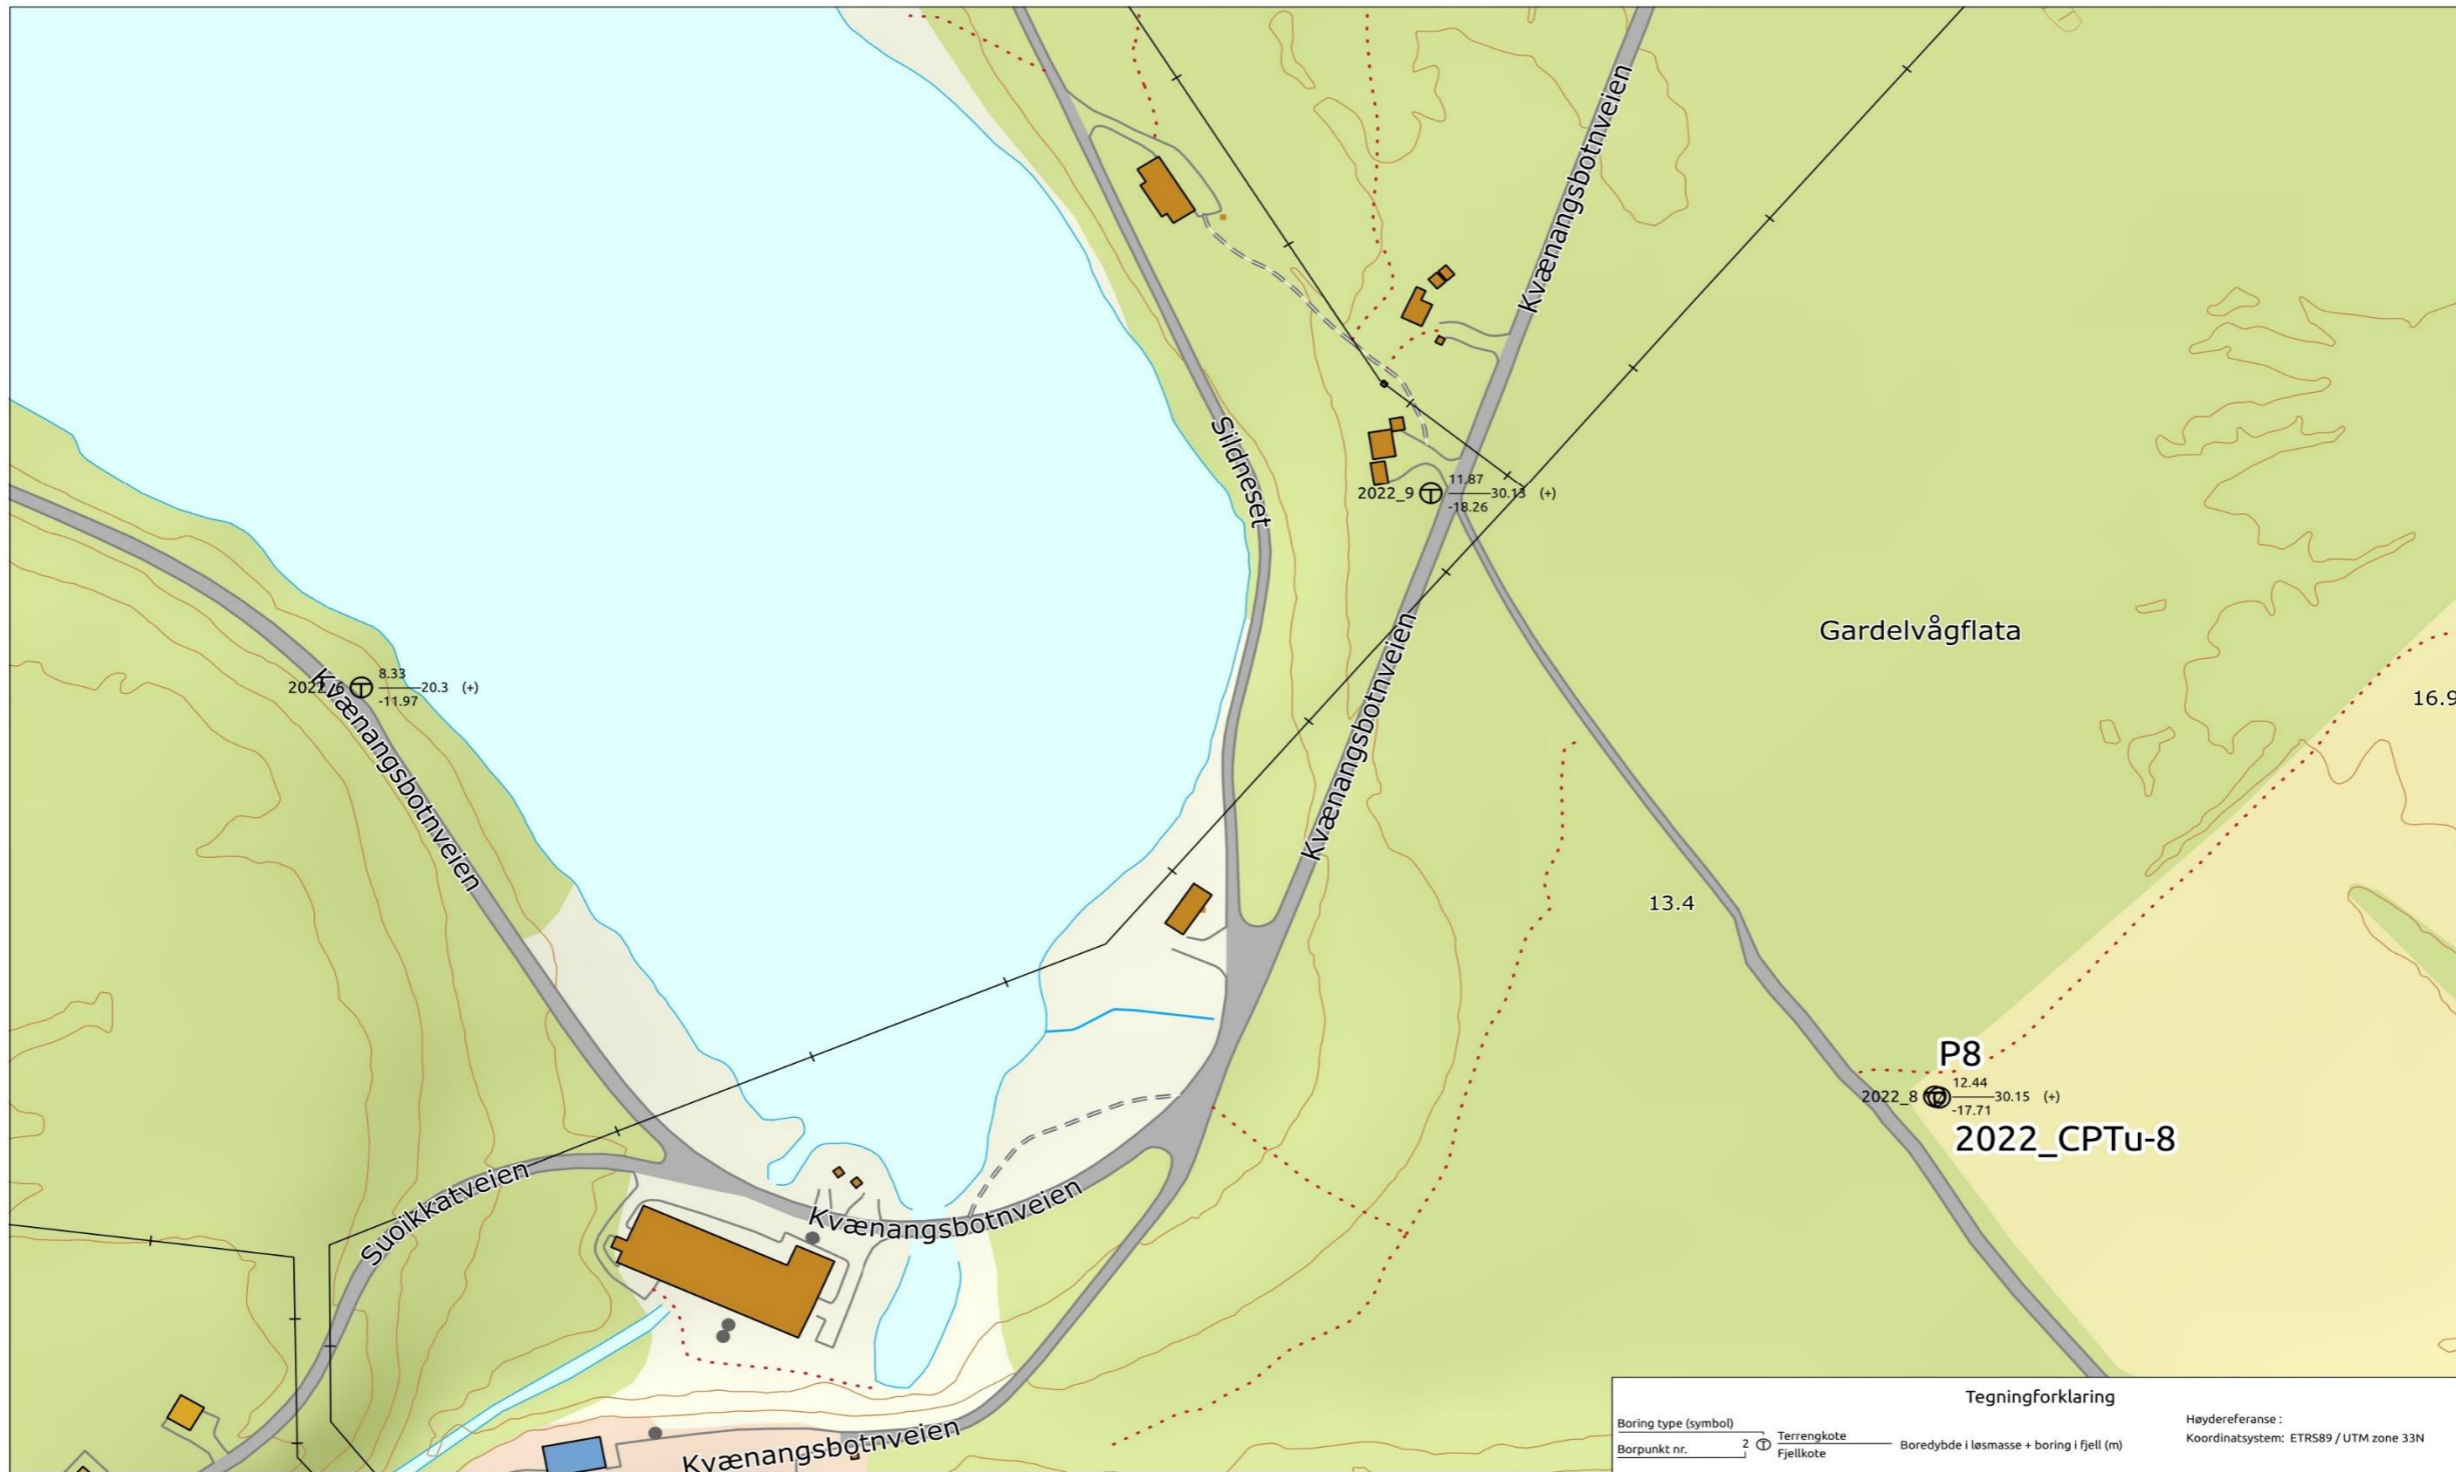 Kvænangsbotnveien
Sildneset
11.87
2022_9
30.13
(+)
-18.26
Gardelvågflata
8.33
20.3
(+)
-11.97
Kvænangsbotnveien
Kvænangsbotnveien
16.9
13.4
P8
12.44
2022_8
30.15
(+)
-17.71
2022_CPTu-8
Suoikkatveien
Kvænangsbotnveien
Kvænangsbotnveien
Tegningforklaring
Boring type (symbol)
Borpunkt nr.
2
T
Terrengkote
Fjellkote
Boredybde i løsmasse + boring i fjell (m)
Høydereferanse :
Koordinatsystem: ETRS89 / UTM zone 33N